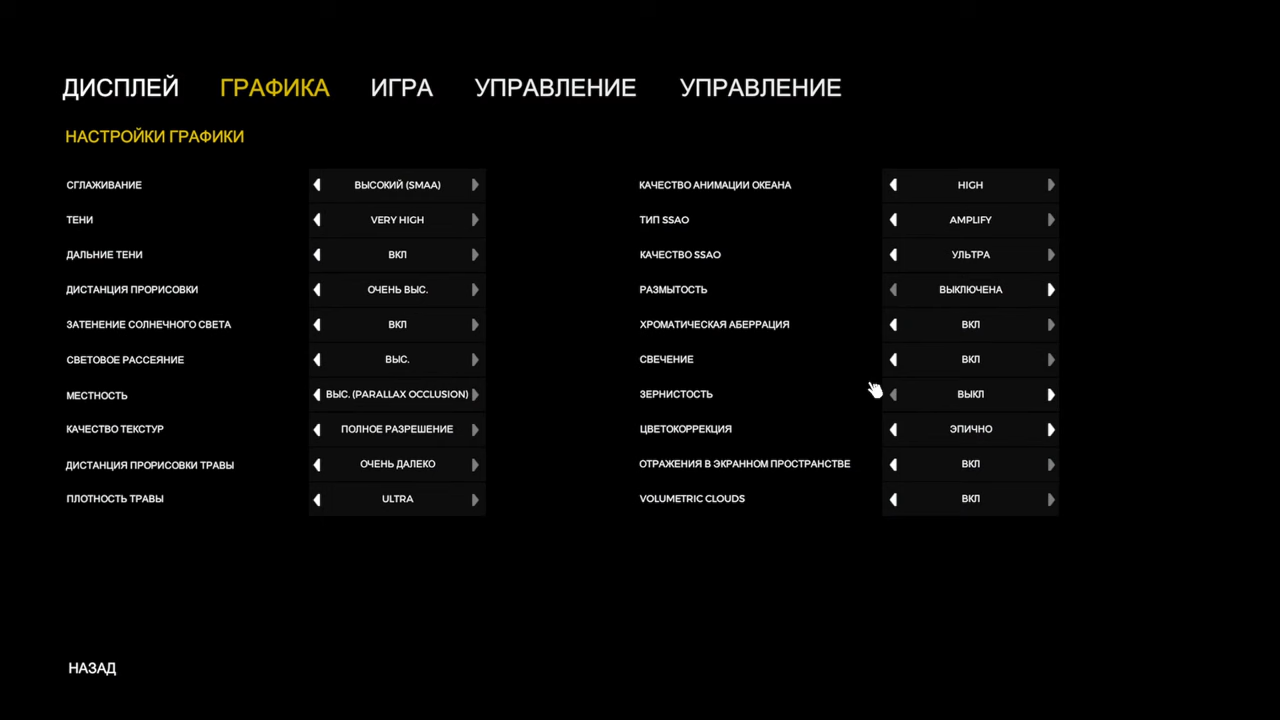 ДИСПЛЕЙ ГРАФИКА ИГРА УПРАВЛЕНИЕ УПРАВЛЕНИЕ
НАСТРОЙКИ ГРАФИКИ
СГЛАЖИВАНИЕ ВЫСОКИЙ (SMAA)
ТЕНИ VERY HIGH
ДАЛЬНИЕ ТЕНИ ВКЛ
ДИСТАНЦИЯ ПРОРИСОВКИ ОЧЕНЬ ВЫС.
ЗАТЕНЕНИЕ СОЛНЕЧНОГО СВЕТА ВКЛ
СВЕТОВОЕ РАССЕЯНИЕ ВЫС.
МЕСТНОСТЬ ВЫС. (PARALLAX OCCLUSION)
КАЧЕСТВО ТЕКСТУР ПОЛНОЕ РАЗРЕШЕНИЕ
ДИСТАНЦИЯ ПРОРИСОВКИ ТРАВЫ ОЧЕНЬ ДАЛЕКО
ПЛОТНОСТЬ ТРАВЫ ULTRA
КАЧЕСТВО АНИМАЦИИ ОКЕАНА HIGH
ТИП SSAO AMPLIFY
КАЧЕСТВО SSAO УЛЬТРА
РАЗМЫТОСТЬ ВЫКЛЮЧЕНА
ХРОМАТИЧЕСКАЯ АБЕРРАЦИЯ ВКЛ
СВЕЧЕНИЕ ВКЛ
ЗЕРНИСТОСТЬ ВЫКЛ
ЦВЕТОКОРРЕКЦИЯ ЭПИЧНО
ОТРАЖЕНИЯ В ЭКРАННОМ ПРОСТРАНСТВЕ ВКЛ
VOLUMETRIC CLOUDS ВКЛ
НАЗАД